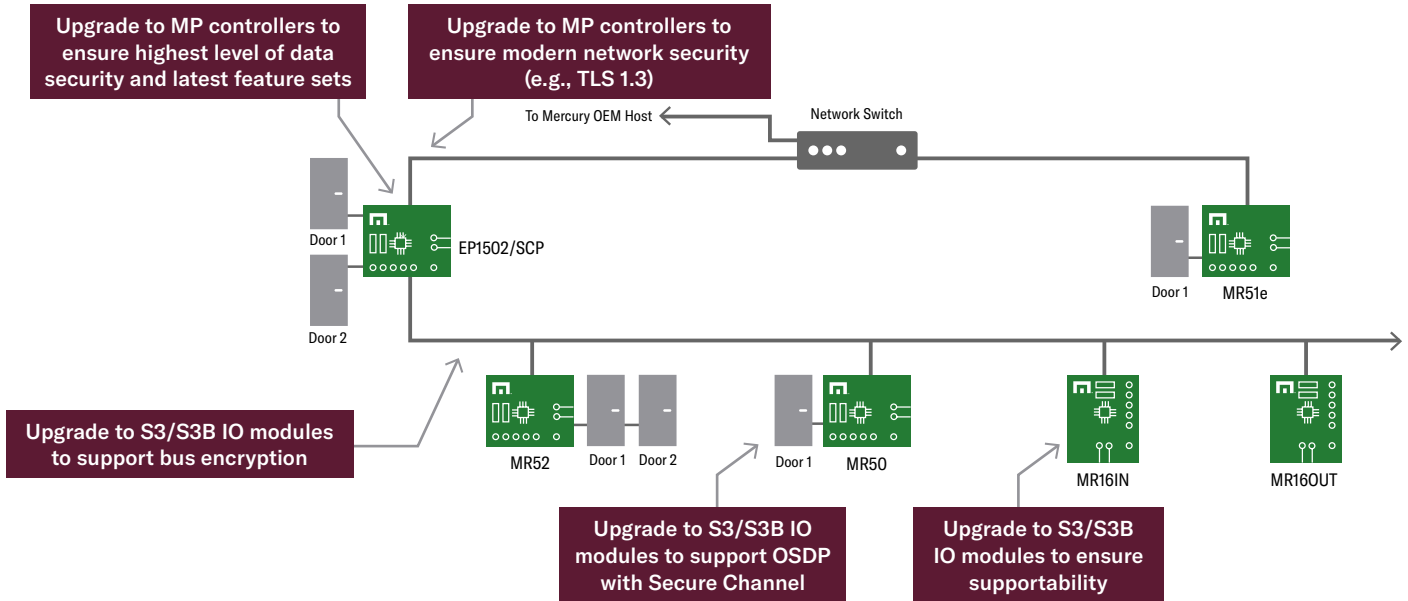 Upgrade to MP controllers to
ensure highest level of data
security and latest feature sets
Upgrade to MP controllers to
ensure modern network security
(e.g., TLS 1.3)
To Mercury OEM Host
Network Switch
Door 1
EP1502/SCP
Door 2
Door 1
MR51e
Upgrade to S3/S3B IO modules
to support bus encryption
MR52
Door 1
Door 2
Door 1
MR50
MR16IN
MR16OUT
Upgrade to S3/S3B IO
modules to support OSDP
with Secure Channel
Upgrade to S3/S3B
IO modules to ensure
supportability